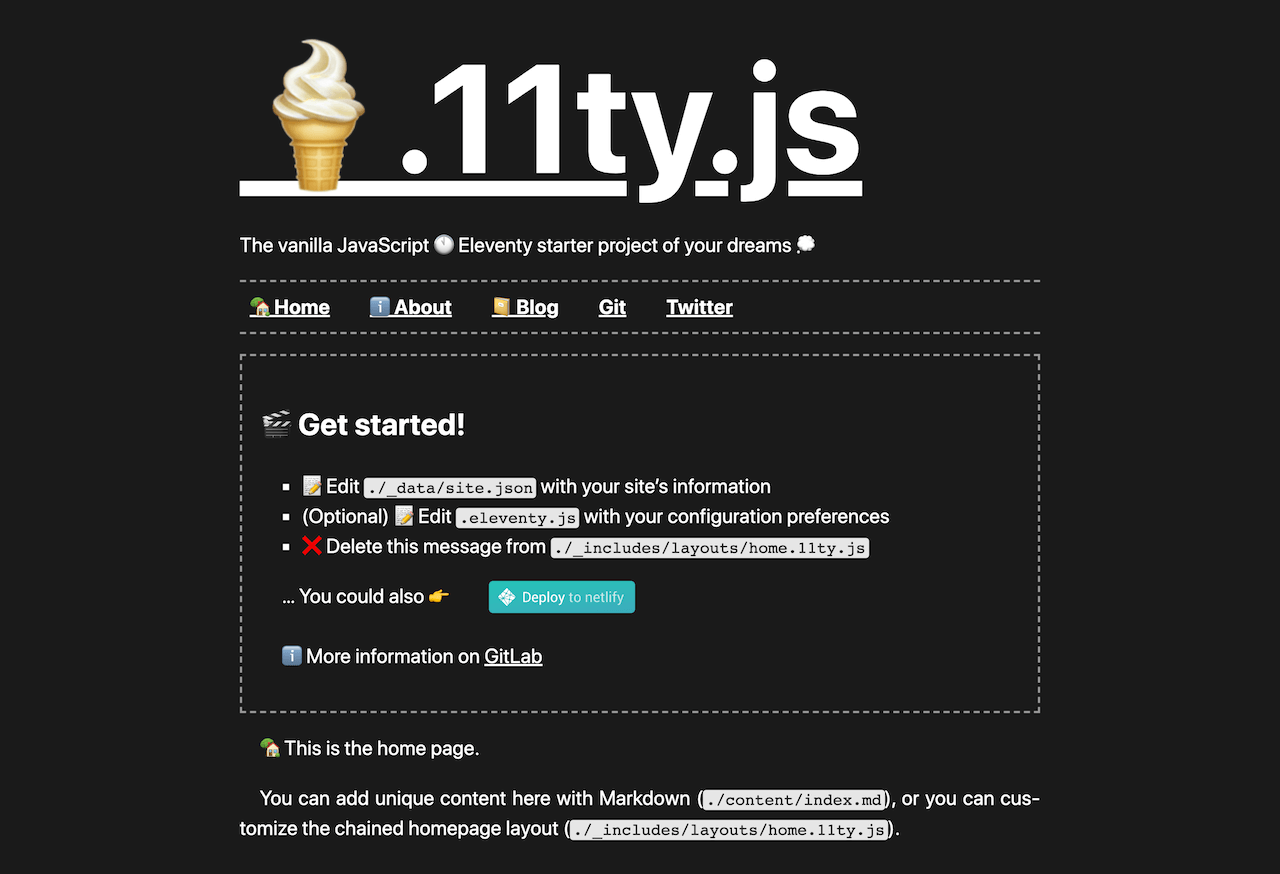 🍦 .11ty.js
The vanilla JavaScript 🕚 Eleventy starter project of your dreams 💭
🏡 Home ℹ️ About 📔 Blog Git Twitter
🎬 Get started!
▪ 📝 Edit ./_data/site.json with your site’s information
▪ (Optional) 📝 Edit .eleventy.js with your configuration preferences
▪ ❌ Delete this message from ./_includes/layouts/home.11ty.js
… You could also 👉 Deploy to netlify
ℹ️ More information on GitLab
🏡 This is the home page.
You can add unique content here with Markdown (./content/index.md), or you can cus-
tomize the chained homepage layout (./_includes/layouts/home.11ty.js).